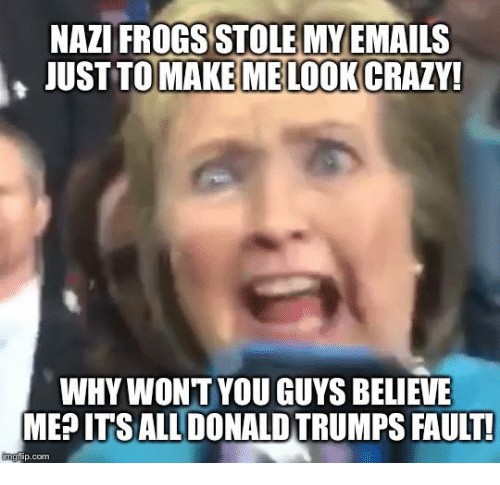 NAZI FROGS STOLE MY EMAILS
JUST TO MAKE ME LOOK CRAZY!
WHY WON'T YOU GUYS BELIEVE
ME? IT'S ALL DONALD TRUMPS FAULT!
imgflip.com